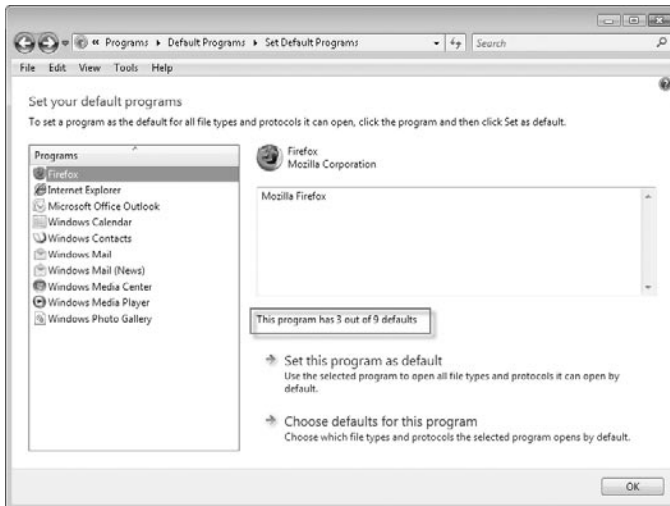 « Programs ▸ Default Programs ▸ Set Default Programs Search
File Edit View Tools Help
Set your default programs
To set a program as the default for all file types and protocols it can open, click the program and then click Set as default.
Programs
Firefox
Internet Explorer
Microsoft Office Outlook
Windows Calendar
Windows Contacts
Windows Mail
Windows Mail (News)
Windows Media Center
Windows Media Player
Windows Photo Gallery
Firefox
Mozilla Corporation
Mozilla Firefox
This program has 3 out of 9 defaults
Set this program as default
Use the selected program to open all file types and protocols it can open by
default.
Choose defaults for this program
Choose which file types and protocols the selected program opens by default.
OK